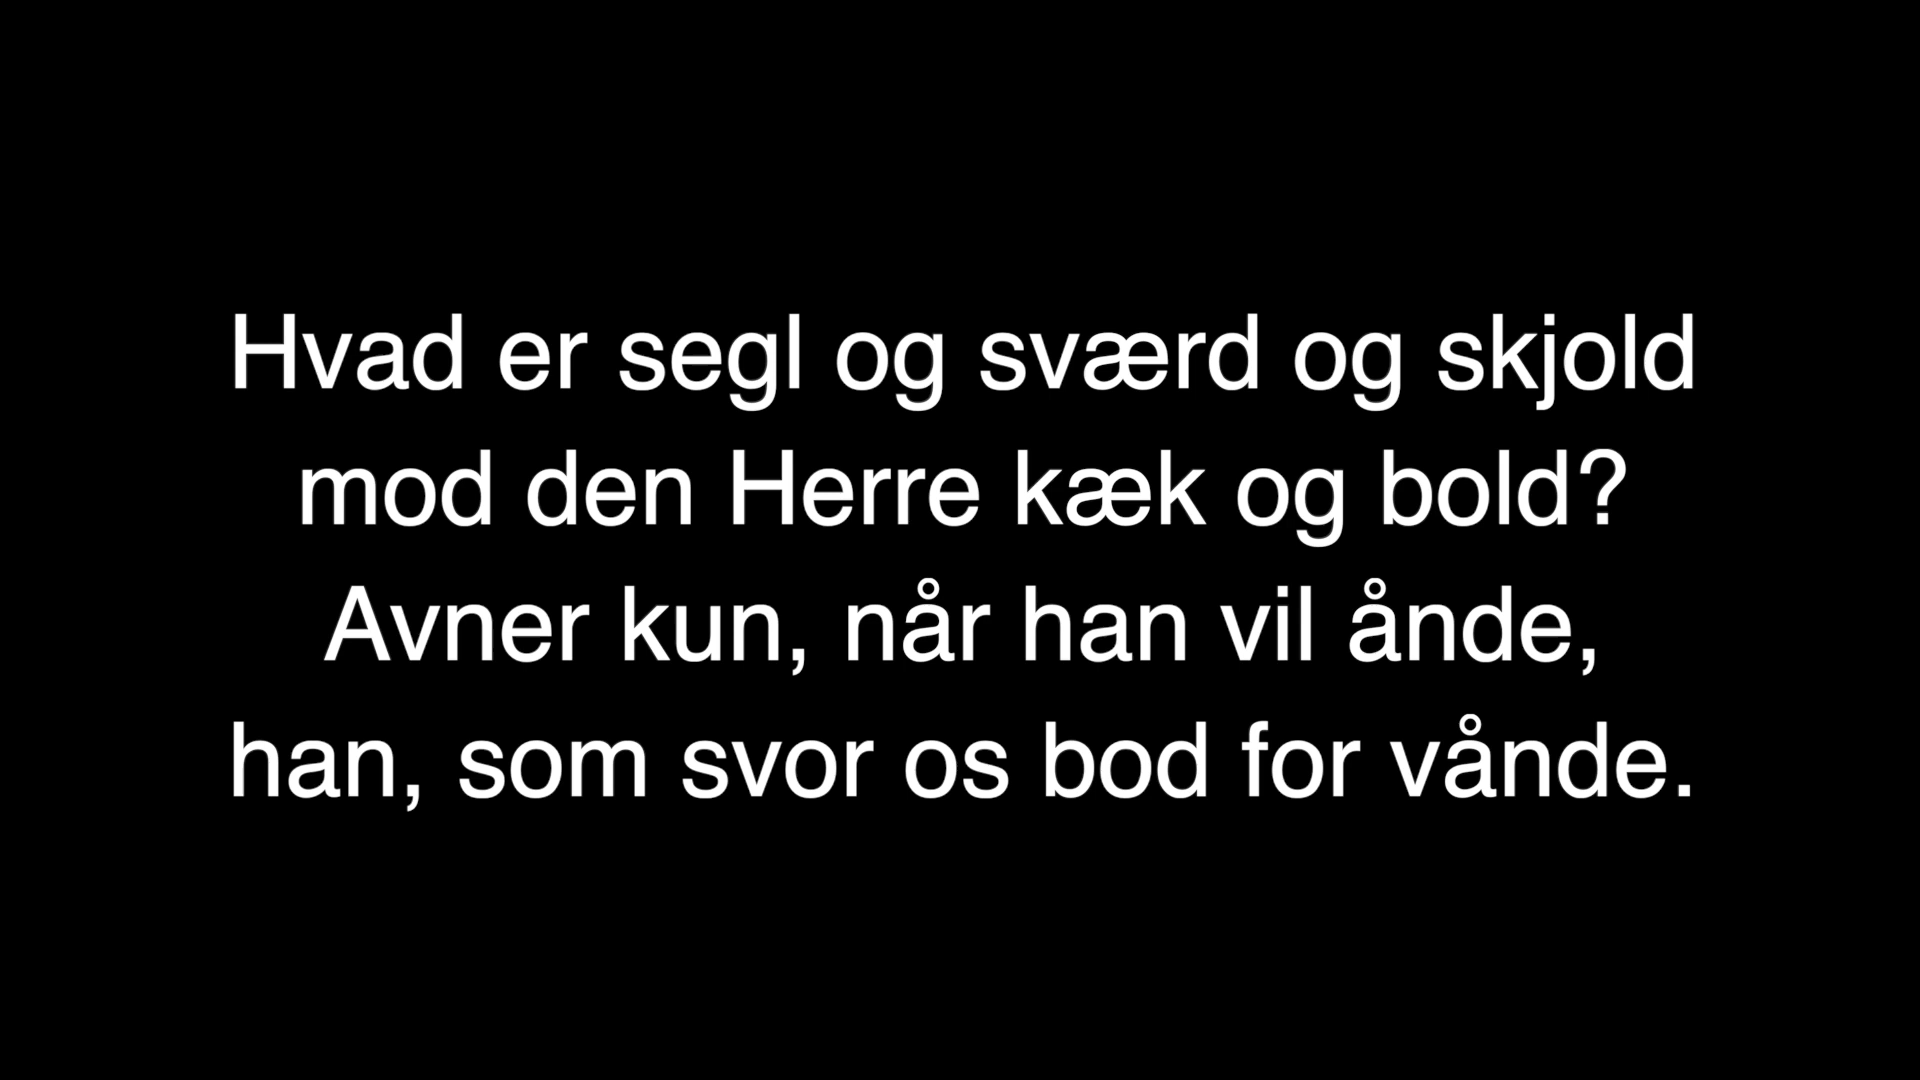 Hvad er segl og sværd og skjold
mod den Herre kæk og bold?
Avner kun, når han vil ånde,
han, som svor os bod for vånde.